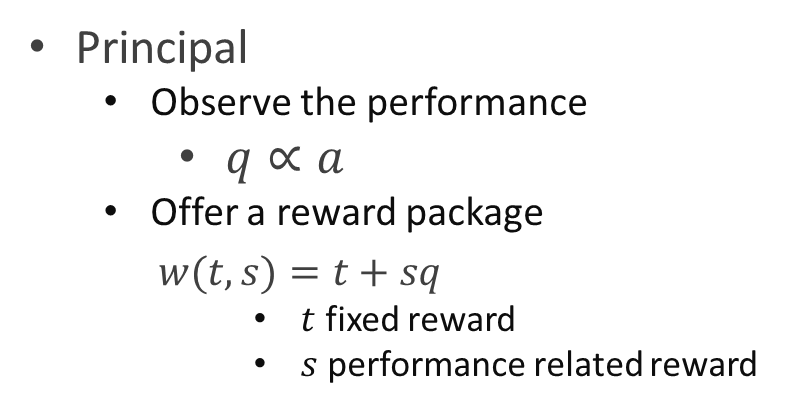 • Principal
• Observe the performance
• q ∝ a
• Offer a reward package
w(t, s) = t + sq
• t fixed reward
• s performance related reward